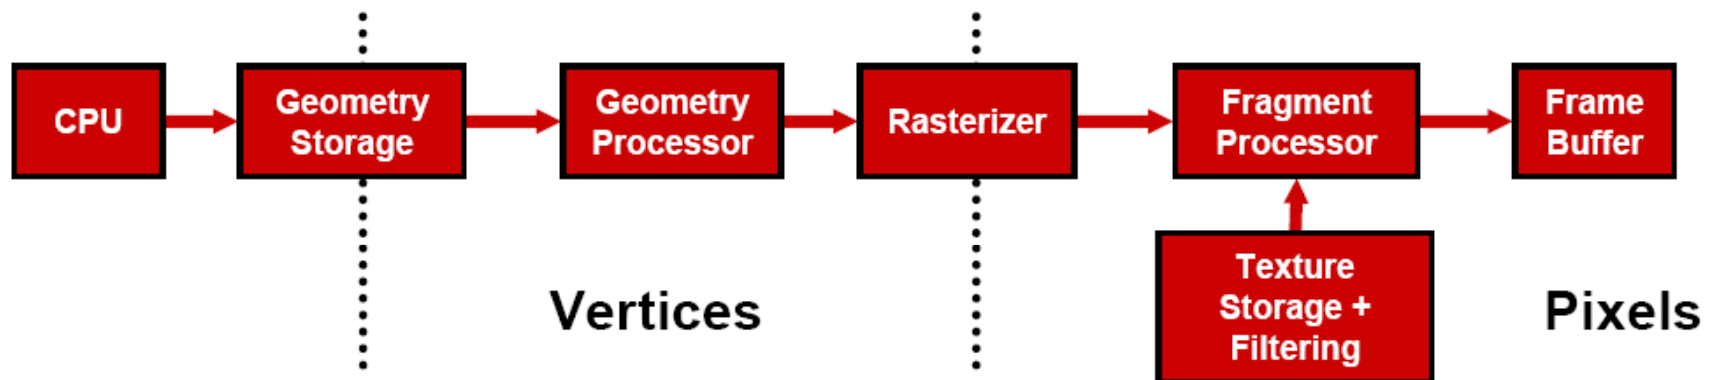 CPU
Geometry
Storage
Geometry
Processor
Rasterizer
Fragment
Processor
Frame
Buffer
Texture
Storage +
Filtering
Vertices
Pixels